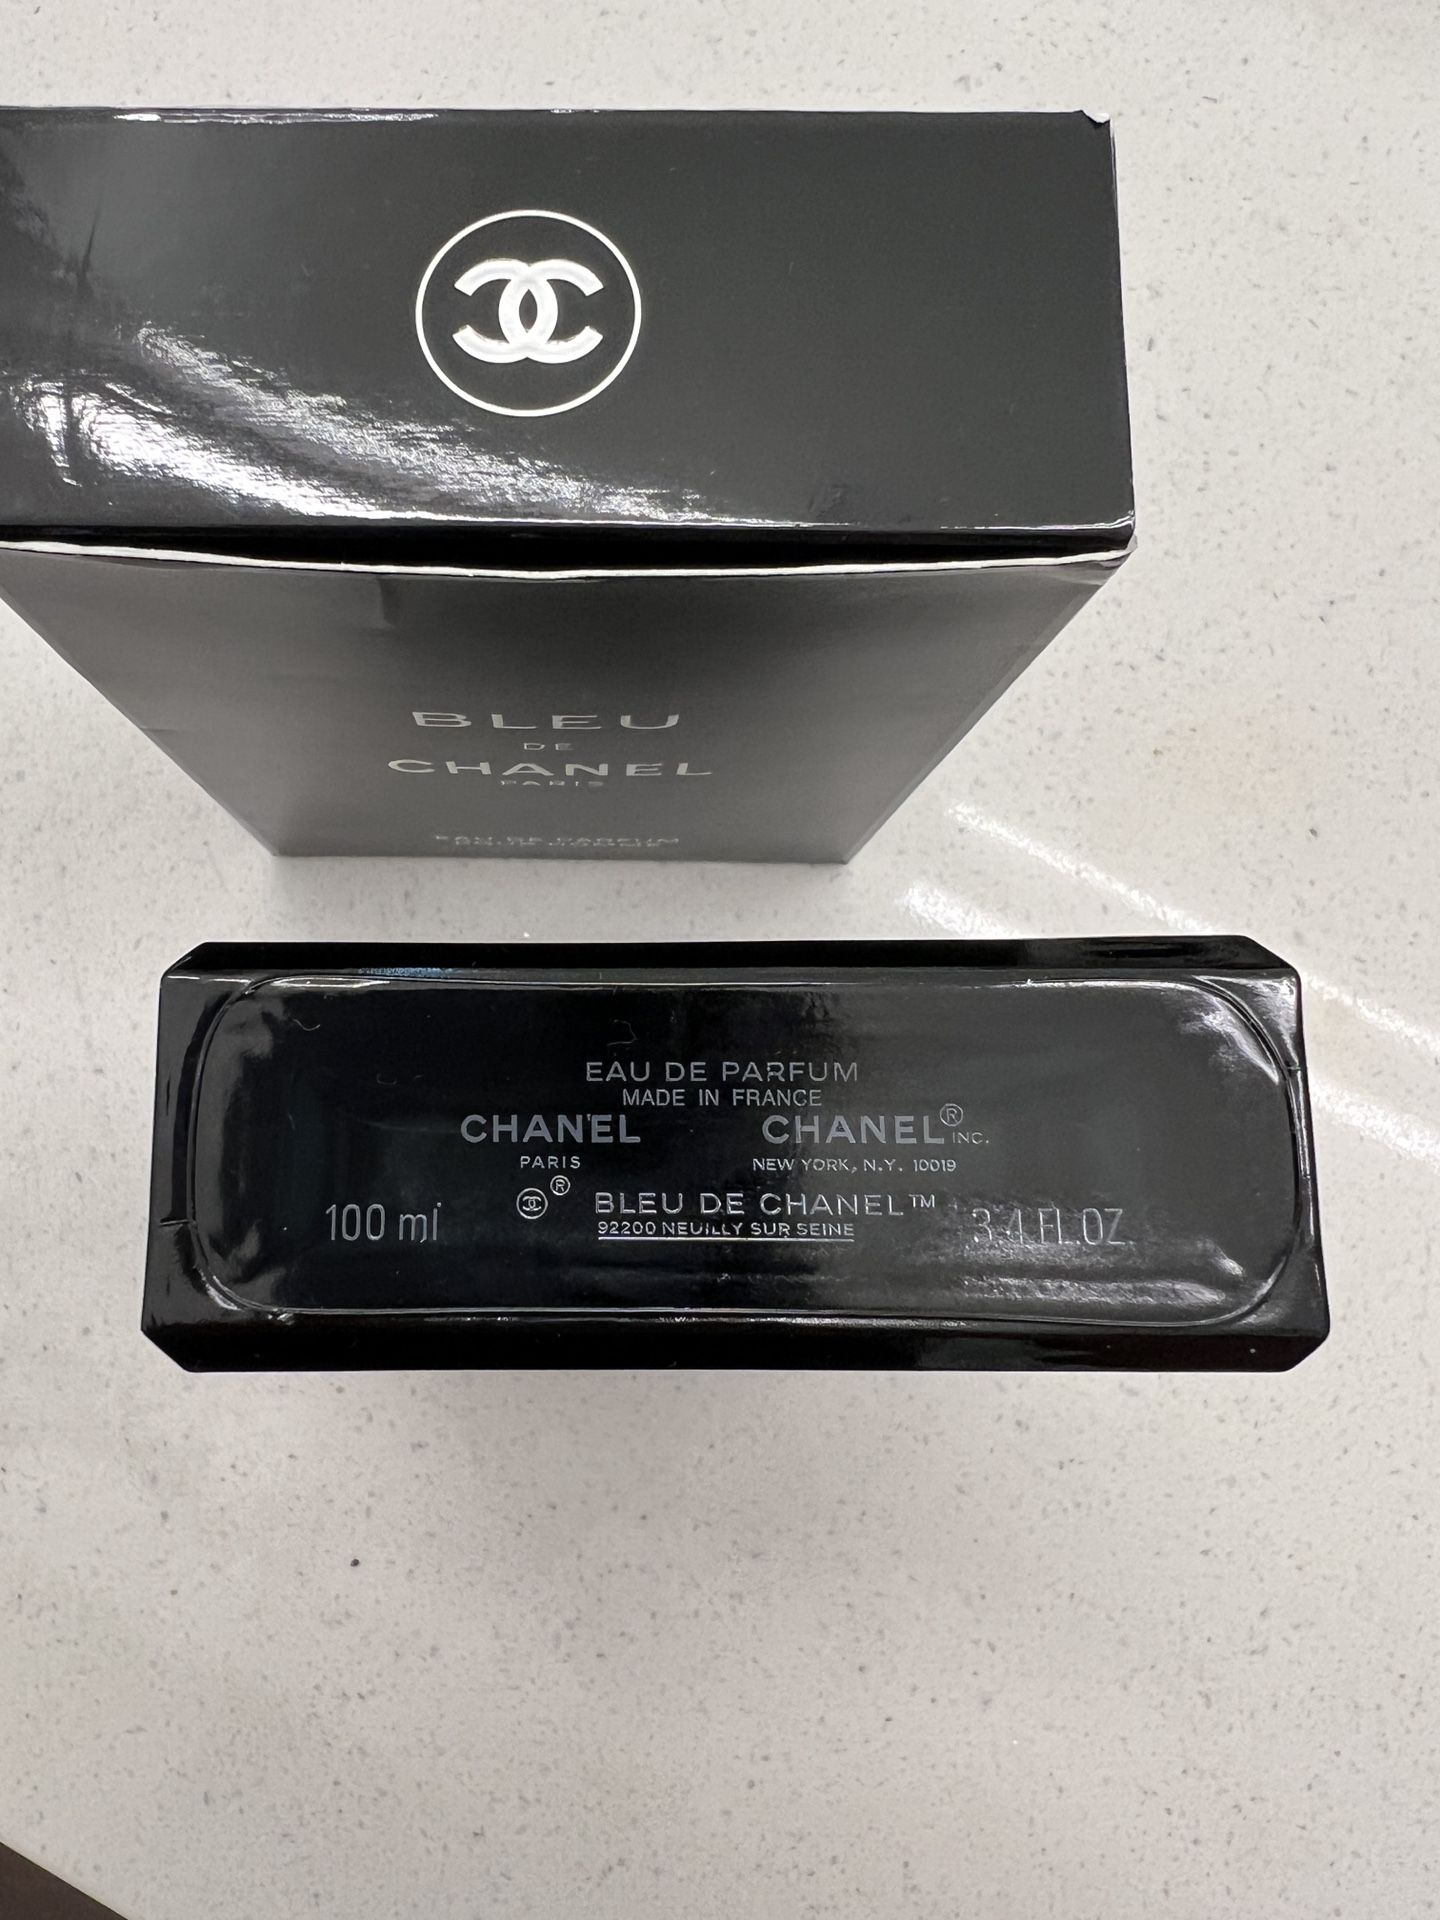 BLEU
DE
CHANEL
PARIS
EAU DE PARFUM
EAU DE PARFUM
MADE IN FRANCE
CHANEL CHANEL® INC.
PARIS NEW YORK, N.Y. 10019
® BLEU DE CHANEL™
100 ml 92200 NEUILLY SUR SEINE 3.4 FL.OZ.